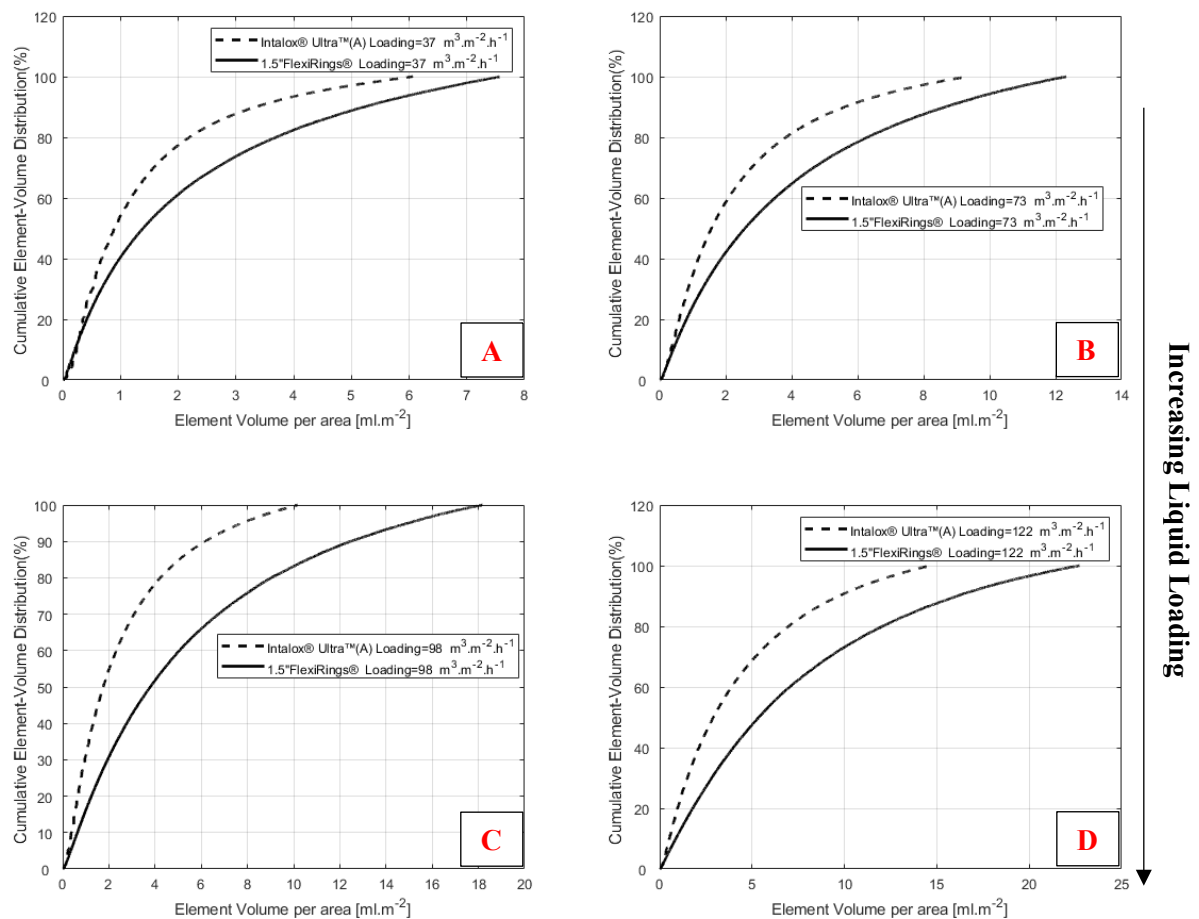 120
100
80
60
40
20
0
Cumulative Element-Volume Distribution(%)
Intalox® Ultra™(A) Loading=37 m³.m⁻².h⁻¹
1.5"FlexiRings® Loading=37 m³.m⁻².h⁻¹
A
0 1 2 3 4 5 6 7 8
Element Volume per area [ml.m⁻²]
120
100
80
60
40
20
0
Cumulative Element-Volume Distribution(%)
Intalox® Ultra™(A) Loading=73 m³.m⁻².h⁻¹
1.5"FlexiRings® Loading=73 m³.m⁻².h⁻¹
B
0 2 4 6 8 10 12 14
Element Volume per area [ml.m⁻²]
100
90
80
70
60
50
40
30
20
10
0
Cumulative Element-Volume Distribution(%)
Intalox® Ultra™(A) Loading=98 m³.m⁻².h⁻¹
1.5"FlexiRings® Loading=98 m³.m⁻².h⁻¹
C
0 2 4 6 8 10 12 14 16 18 20
Element Volume per area [ml.m⁻²]
120
100
80
60
40
20
0
Cumulative Element-Volume Distribution(%)
Intalox® Ultra™(A) Loading=122 m³.m⁻².h⁻¹
1.5"FlexiRings® Loading=122 m³.m⁻².h⁻¹
D
0 5 10 15 20 25
Element Volume per area [ml.m⁻²]
Increasing Liquid Loading